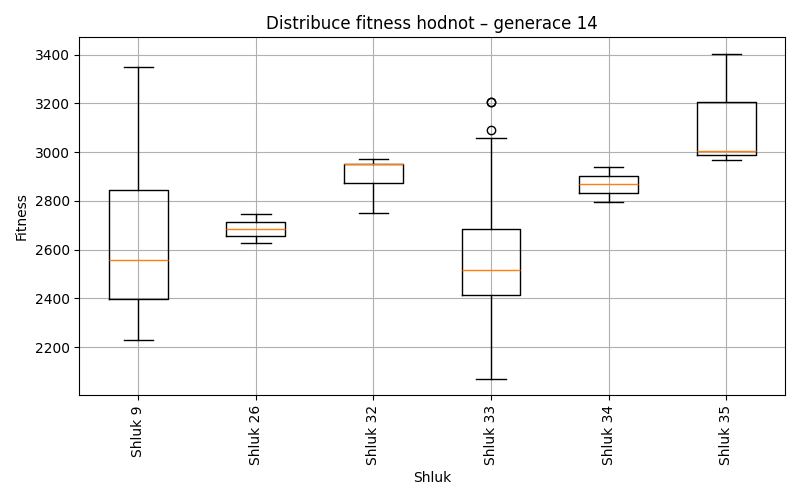 Distribuce fitness hodnot – generace 14
3400
3200
3000
2800
2600
2400
2200
Fitness
Shluk 9
Shluk 26
Shluk 32
Shluk 33
Shluk 34
Shluk 35
Shluk